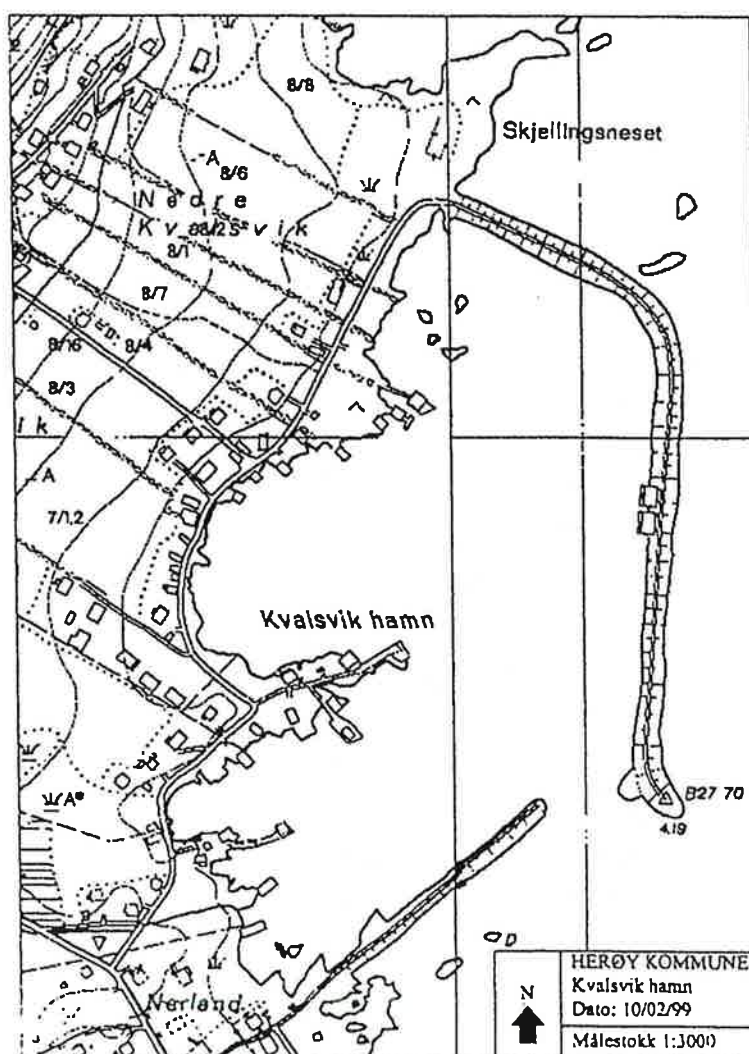 8/8
Skjellingsneset
A
8/6
Nedre
8/1
8/7
8/16
8/4
8/3
ik
A
7/1,2
Kvalsvik hamn
A
B27 70
4.19
D
Nerland
N
HERØY KOMMUNE
Kvalsvik hamn
Dato: 10/02/99
Målestokk 1:3000